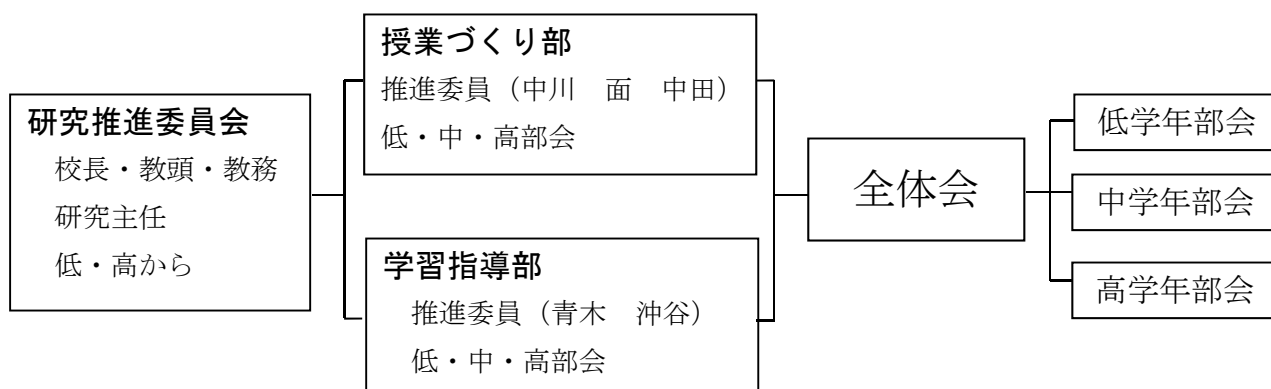 研究推進委員会
校長・教頭・教務
研究主任
低・高から
授業づくり部
推進委員（中川　面　中田）
低・中・高部会
学習指導部
推進委員（青木　沖谷）
低・中・高部会
全体会
低学年部会
中学年部会
高学年部会